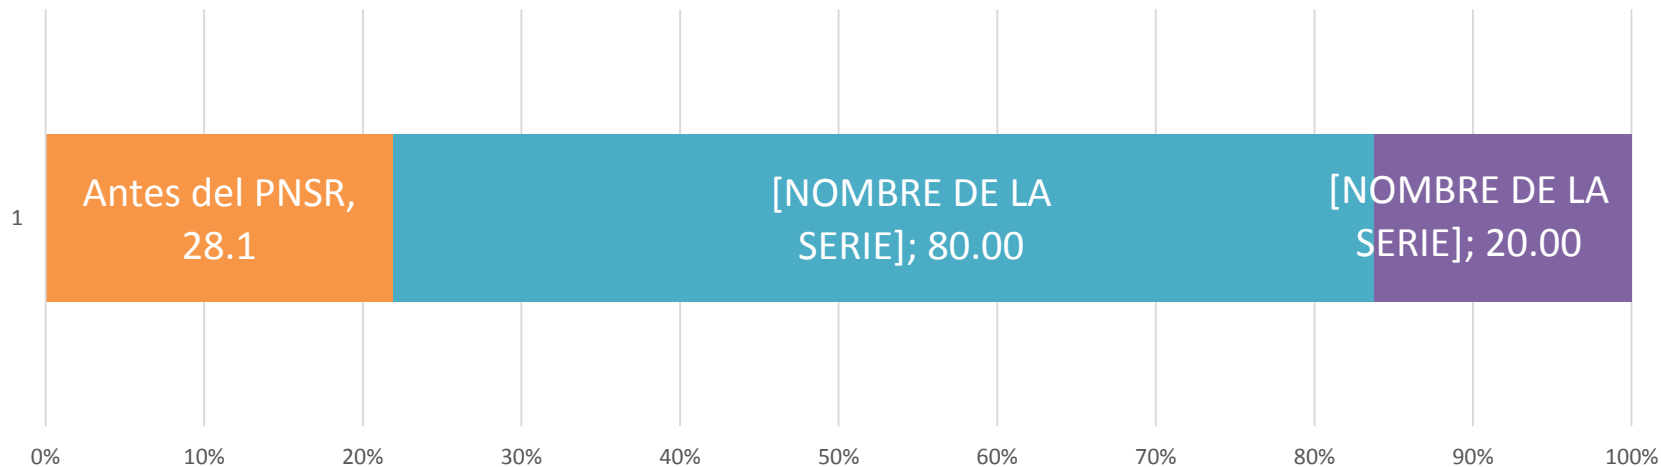 1
Antes del PNSR,
28.1
[NOMBRE DE LA
SERIE]; 80.00
[NOMBRE DE LA
SERIE]; 20.00
0% 10% 20% 30% 40% 50% 60% 70% 80% 90% 100%